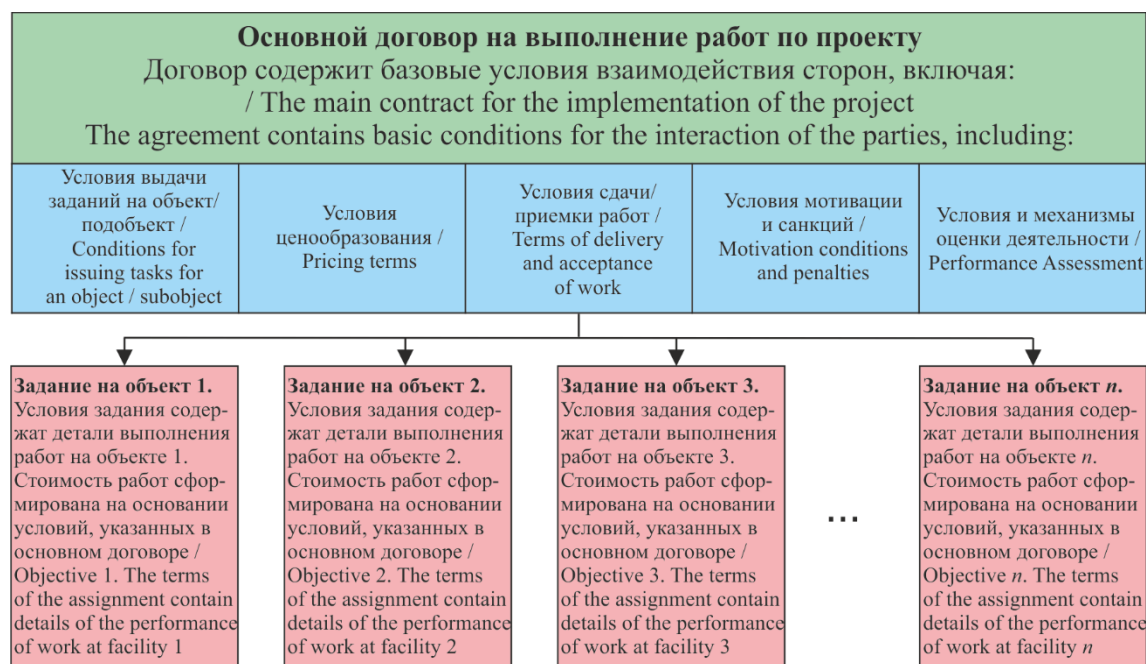 Основной договор на выполнение работ по проекту
Договор содержит базовые условия взаимодействия сторон, включая:
/ The main contract for the implementation of the project
The agreement contains basic conditions for the interaction of the parties, including:
Условия выдачи
заданий на объект/
подобъект /
Conditions for
issuing tasks for
an object / subobject
Условия
ценообразования /
Pricing terms
Условия сдачи/
приемки работ /
Terms of delivery
and acceptance
of work
Условия мотивации
и санкций /
Motivation conditions
and penalties
Условия и механизмы
оценки деятельности /
Performance Assessment
Задание на объект 1.
Условия задания содер-
жат детали выполнения
работ на объекте 1.
Стоимость работ сфор-
мирована на основании
условий, указанных в
основном договоре /
Objective 1. The terms
of the assignment contain
details of the performance
of work at facility 1
Задание на объект 2.
Условия задания содер-
жат детали выполнения
работ на объекте 2.
Стоимость работ сфор-
мирована на основании
условий, указанных в
основном договоре /
Objective 2. The terms
of the assignment contain
details of the performance
of work at facility 2
Задание на объект 3.
Условия задания содер-
жат детали выполнения
работ на объекте 3.
Стоимость работ сфор-
мирована на основании
условий, указанных в
основном договоре /
Objective 3. The terms
of the assignment contain
details of the performance
of work at facility 3
...
Задание на объект n.
Условия задания содер-
жат детали выполнения
работ на объекте n.
Стоимость работ сфор-
мирована на основании
условий, указанных в
основном договоре /
Objective n. The terms
of the assignment contain
details of the performance
of work at facility n